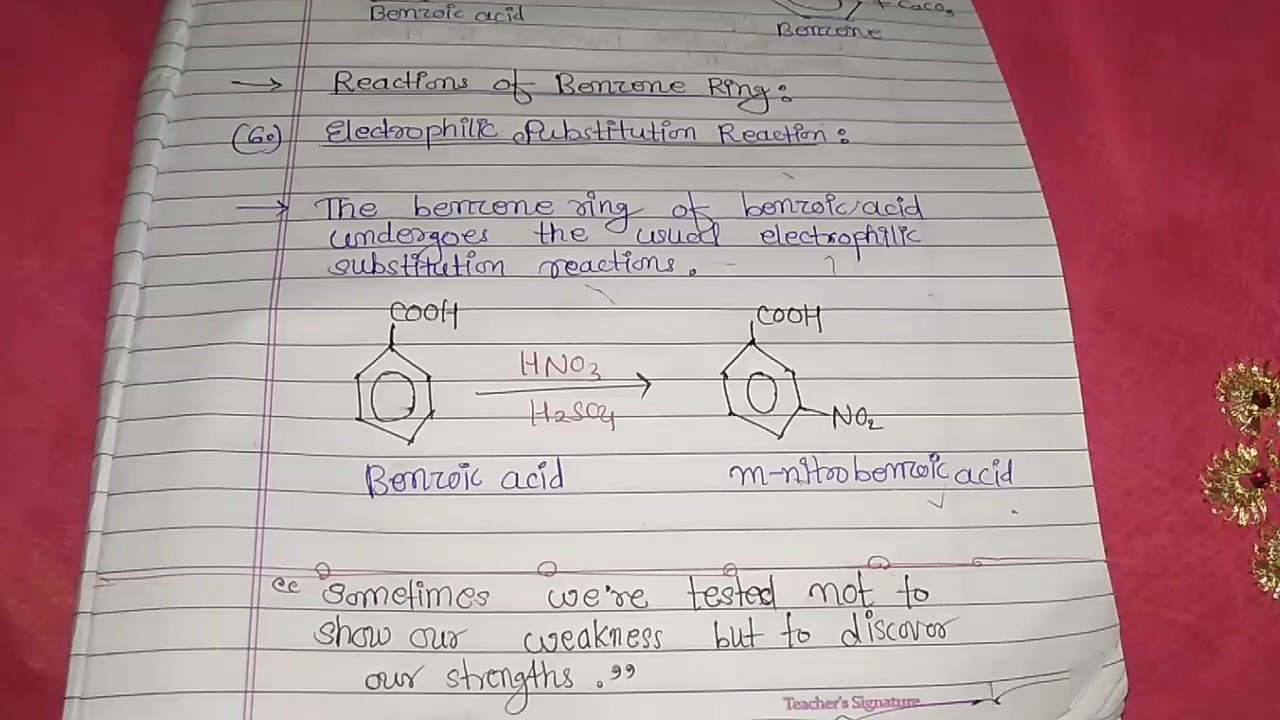 Benzoic acid
+ CaCO3
Benzene
→ Reactions of Benzene Ring:
(6.) Electrophilic Substitution Reaction:
→ The benzene ring of benzoic acid
undergoes the usual electrophilic
substitution reactions.
COOH
COOH
HNO3
H2SO4
NO2
Benzoic acid
m-nitrobenzoic acid
“ Sometimes we're tested not to
show our weakness but to discover
our strengths .”
Teacher's Signature